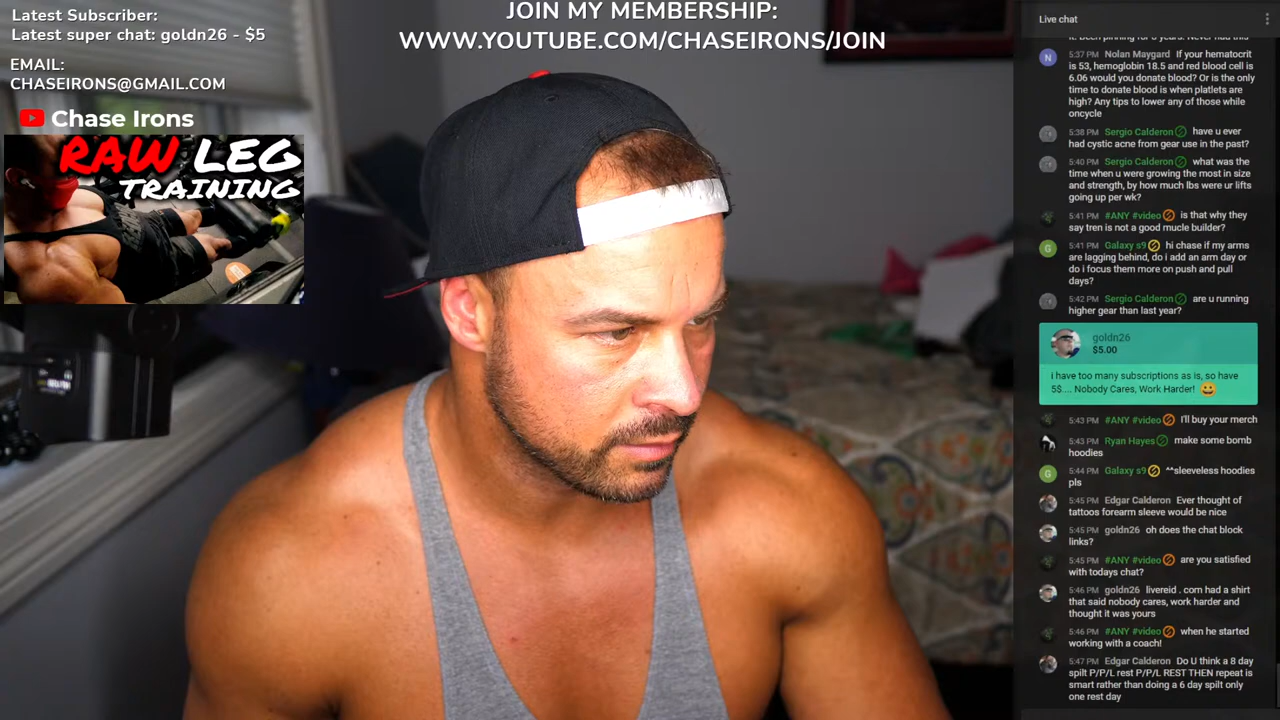 Latest Subscriber:
Latest super chat: goldn26 - $5
EMAIL:
CHASEIRONS@GMAIL.COM
Chase Irons
RAW LEG
TRAINING
JOIN MY MEMBERSHIP:
WWW.YOUTUBE.COM/CHASEIRONS/JOIN
Live chat
5:37 PM Nolan Maygard If your hematocrit
is 53, hemoglobin 18.5 and red blood cell is
6.06 would you donate blood? Or is the only
time to donate blood is when platlets are
high? Any tips to lower any of those while
oncycle
5:38 PM Sergio Calderon have u ever
had cystic acne from gear use in the past?
5:40 PM Sergio Calderon what was the
time when u were growing the most in size
and strength, by how much lbs were ur lifts
going up per wk?
5:41 PM #ANY #video is that why they
say tren is not a good mucle builder?
5:41 PM Galaxy s9 hi chase if my arms
are lagging behind, do i add an arm day or
do i focus them more on push and pull
days?
5:42 PM Sergio Calderon are u running
higher gear than last year?
goldn26
$5.00
i have too many subscriptions as is, so have
5$.... Nobody Cares, Work Harder!
5:43 PM #ANY #video I'll buy your merch
5:43 PM Ryan Hayes make some bomb
hoodies
5:44 PM Galaxy s9 ^^sleeveless hoodies
pls
5:45 PM Edgar Calderon Ever thought of
tattoos forearm sleeve would be nice
5:45 PM goldn26 oh does the chat block
links?
5:45 PM #ANY #video are you satisfied
with todays chat?
5:46 PM goldn26 livereid . com had a shirt
that said nobody cares, work harder and
thought it was yours
5:46 PM #ANY #video when he started
working with a coach!
5:47 PM Edgar Calderon Do U think a 8 day
spilt P/P/L rest P/P/L REST THEN repeat is
smart rather than doing a 6 day spilt only
one rest day